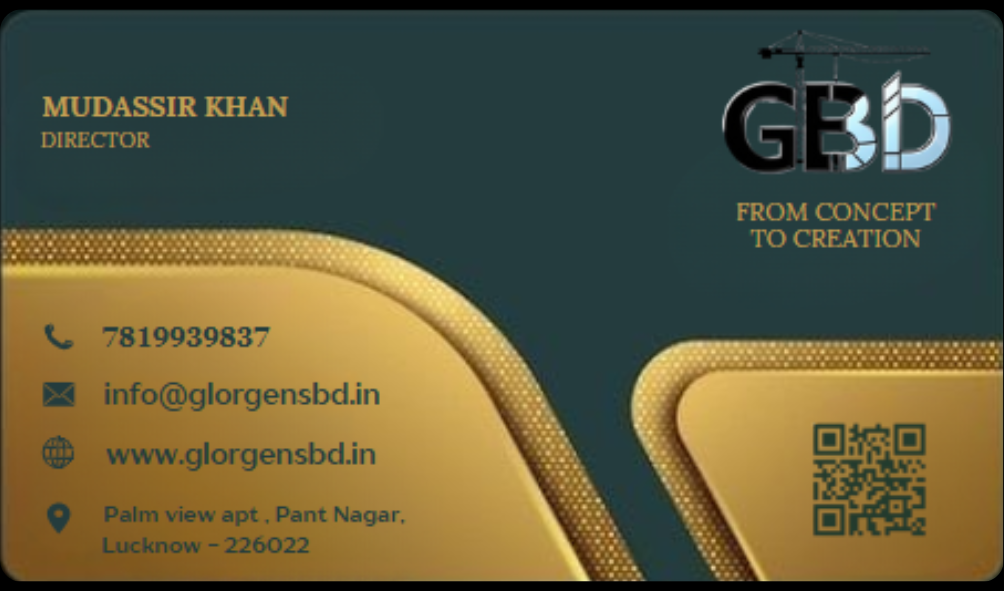 MUDASSIR KHAN
DIRECTOR
GBD
FROM CONCEPT
TO CREATION
7819939837
info@glorgensbd.in
www.glorgensbd.in
Palm view apt , Pant Nagar,
Lucknow - 226022